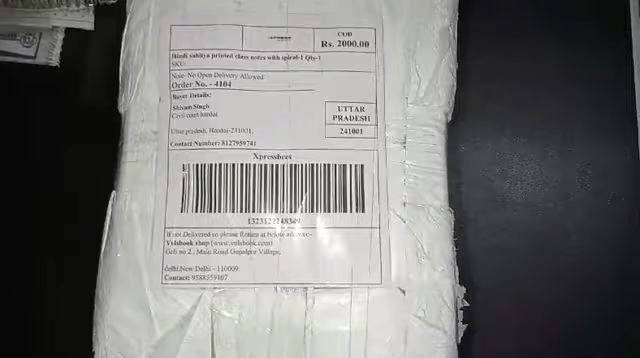 COD
Rs. 2000.00
Hindi sahitya printed class notes with spiral-1 Qty-1
SKU:
Note- No Open Delivery Allowed
Order No. - 4104
Buyer Details:
Shivam Singh
Civil court hardoi
Uttar pradesh, Hardoi-241001,
Contact Number: 8127959741
UTTAR
PRADESH
241001
Xpressbees
If un Delivered so please Return at below address:-
Vslsbook shop (www.vslsbook.com)
Gali no 2 , Main Road Gopalpur Village,
delhi,New Delhi - 110009.
Contact: 9588559107